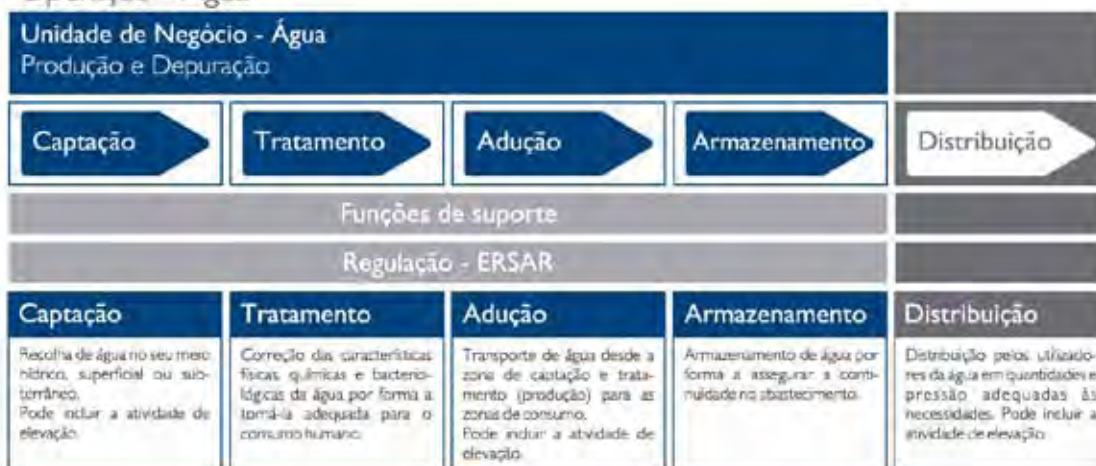 Unidade de Negócio - Água
Produção e Depuração
Captação
Tratamento
Adução
Armazenamento
Distribuição
Funções de suporte
Regulação - ERSAR
Captação
Recolha de água no seu meio
hídrico, superficial ou sub-
terrâneo.
Pode incluir a atividade de
elevação.
Tratamento
Correção das características
físicas, químicas e bacterio-
lógicas da água por forma a
torná-la adequada para o
consumo humano.
Adução
Transporte de água desde a
zona de captação e trata-
mento (produção) para as
zonas de consumo.
Pode incluir a atividade de
elevação.
Armazenamento
Armazenamento de água por
forma a assegurar a conti-
nuidade no abastecimento.
Distribuição
Distribuição pelos utilizado-
res da água em quantidades e
pressão adequadas às
necessidades. Pode incluir a
atividade de elevação.